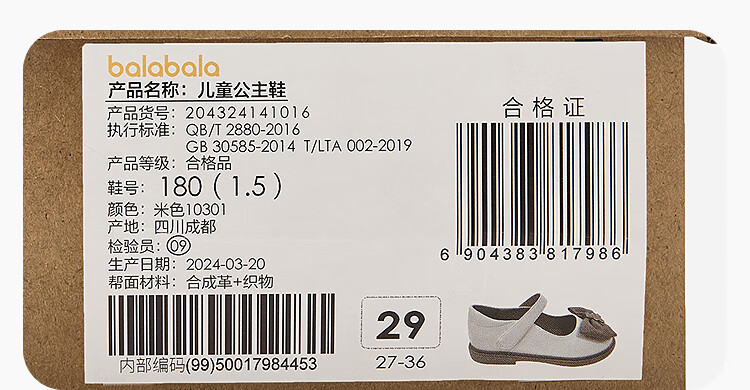 balabala
产品名称：儿童公主鞋
产品货号：204324141016
执行标准：QB/T 2880-2016
GB 30585-2014 T/LTA 002-2019
产品等级：合格品
鞋号：180（1.5）
颜色：米色10301
产地：四川成都
检验员：09
生产日期：2024-03-20
帮面材料：合成革+织物
内部编码(99)50017984453
合格证
6 904383 817986
29
27-36